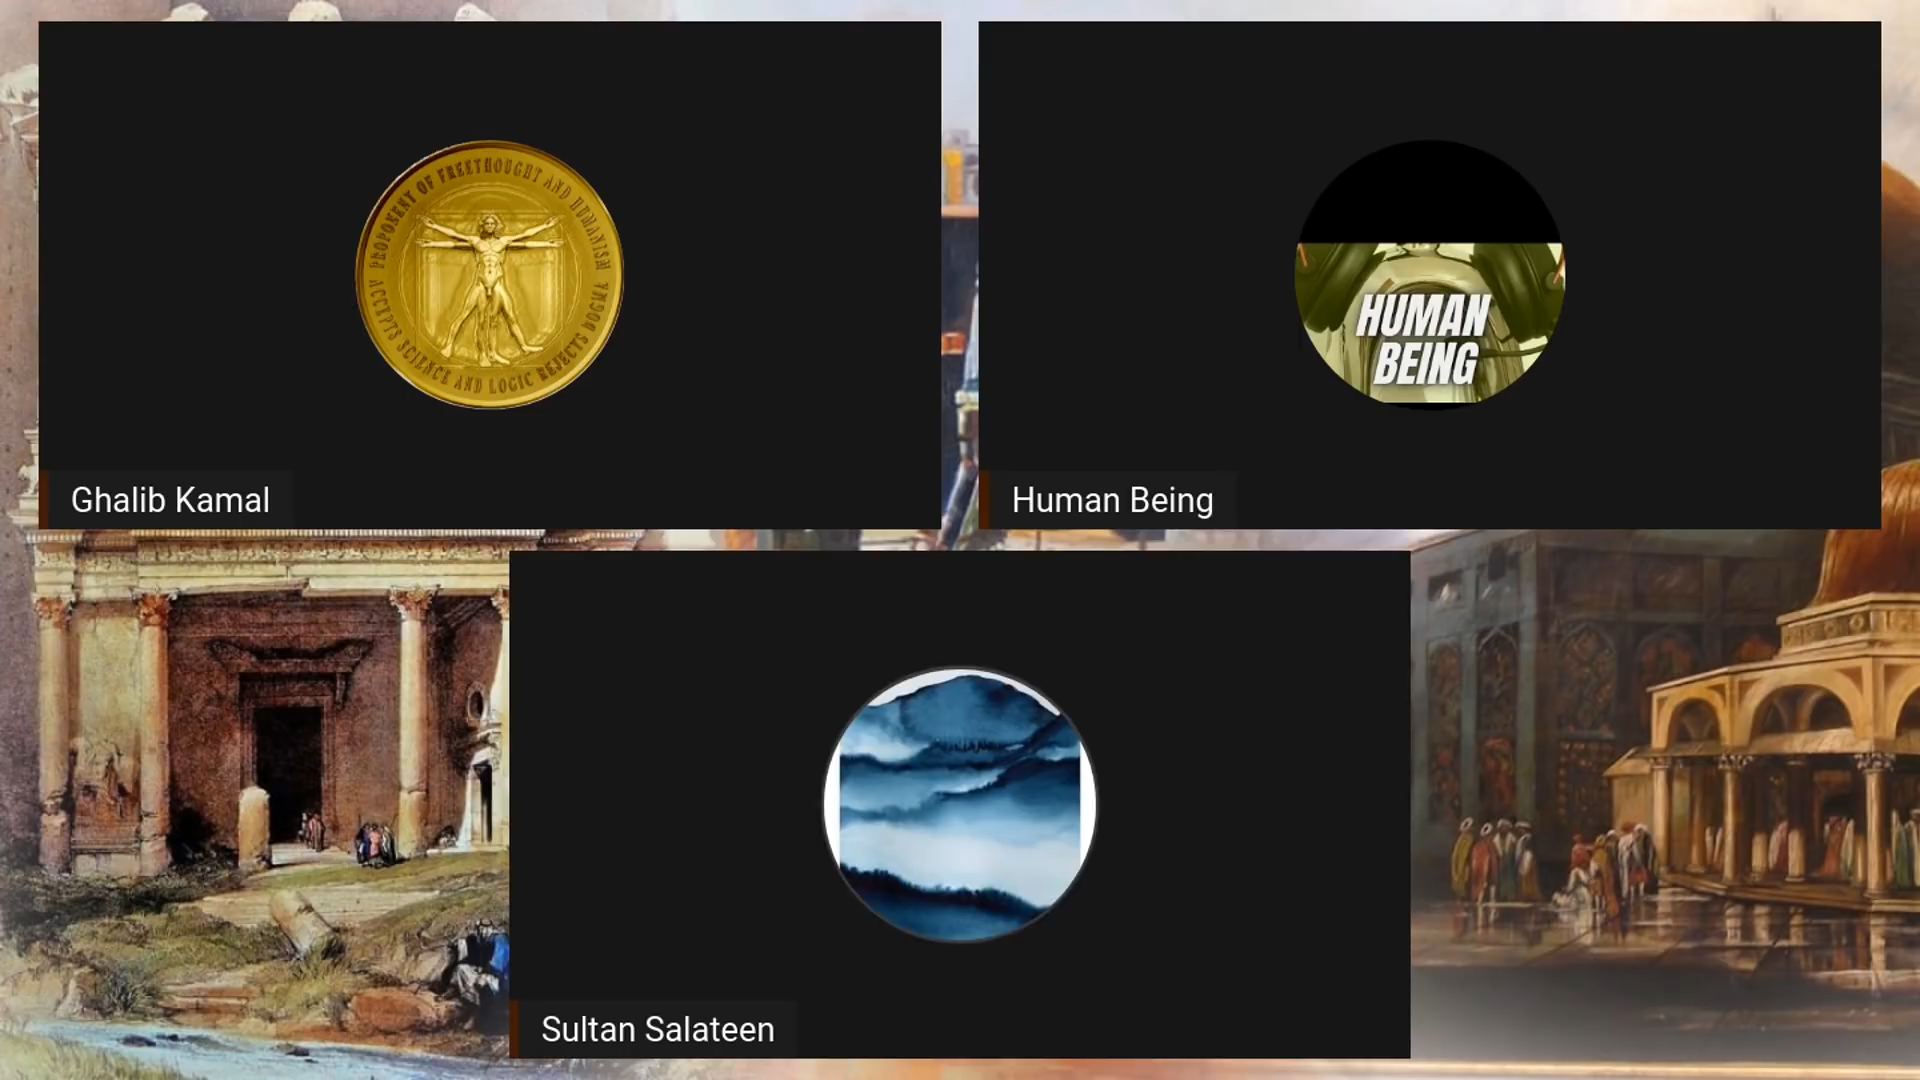 PROPONENT OF FREETHOUGHT AND HUMANISM
ACCEPTS SCIENCE AND LOGIC REJECTS DOGMA
HUMAN
BEING
Ghalib Kamal
Human Being
Sultan Salateen